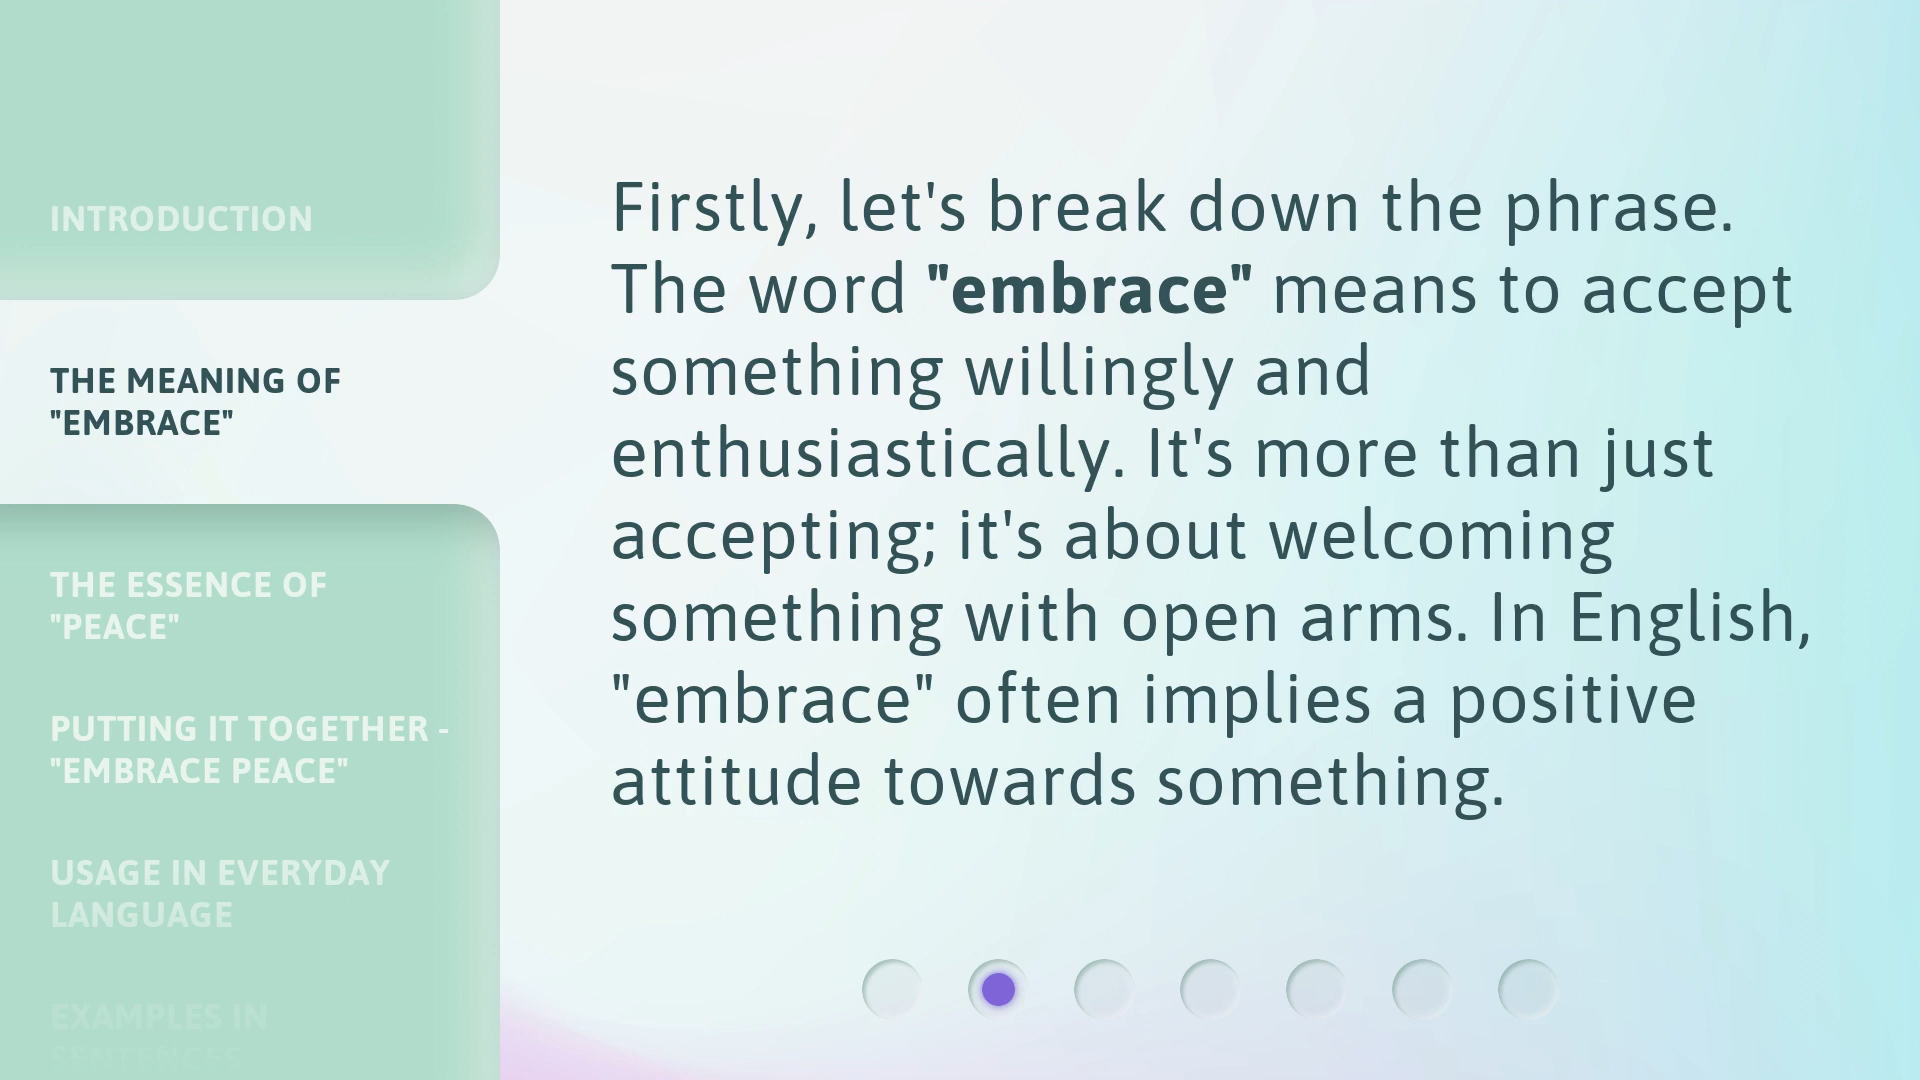 INTRODUCTION
THE MEANING OF
"EMBRACE"
THE ESSENCE OF
"PEACE"
PUTTING IT TOGETHER -
"EMBRACE PEACE"
USAGE IN EVERYDAY
LANGUAGE
EXAMPLES IN
SENTENCES
Firstly, let's break down the phrase.
The word "embrace" means to accept
something willingly and
enthusiastically. It's more than just
accepting; it's about welcoming
something with open arms. In English,
"embrace" often implies a positive
attitude towards something.